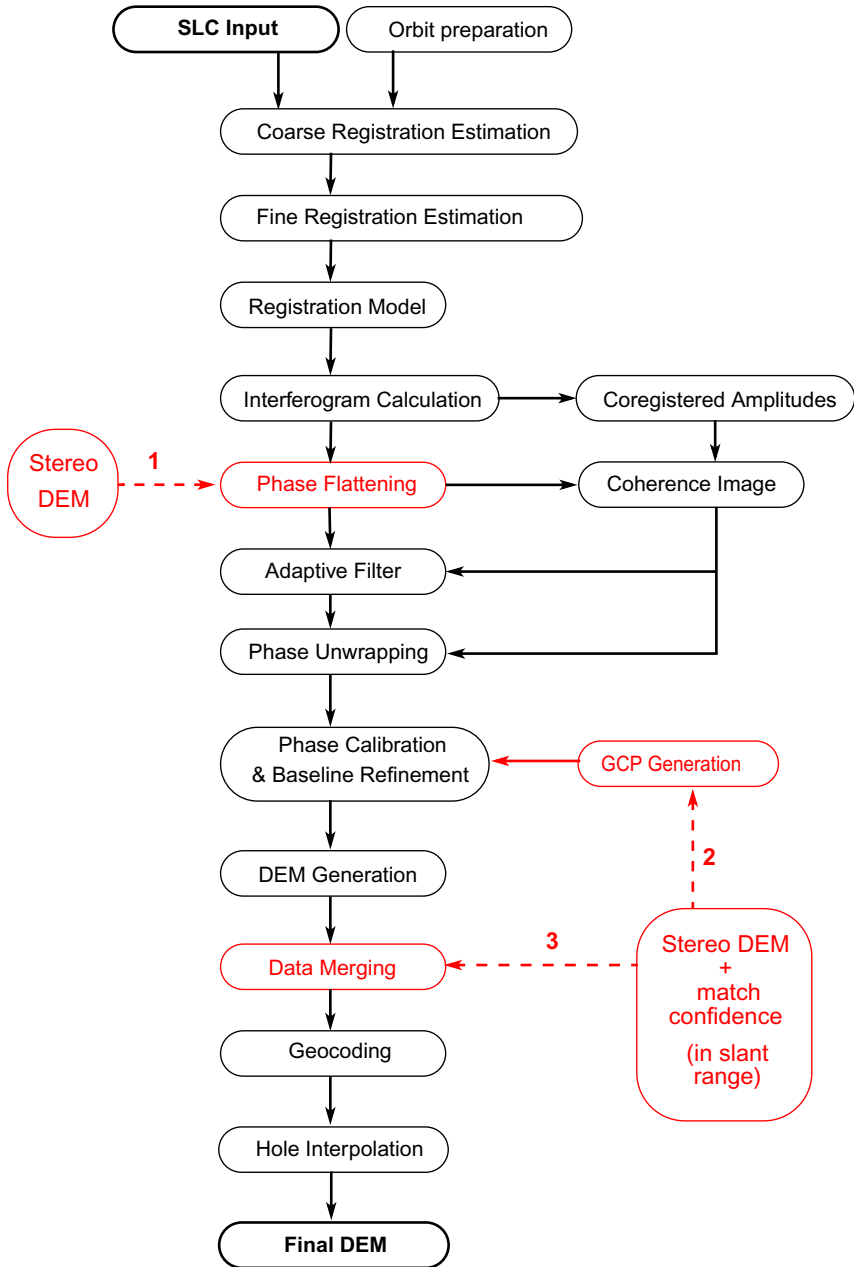 SLC Input
Orbit preparation
Coarse Registration Estimation
Fine Registration Estimation
Registration Model
Interferogram Calculation
Coregistered Amplitudes
Stereo
DEM
1
Phase Flattening
Coherence Image
Adaptive Filter
Phase Unwrapping
Phase Calibration
& Baseline Refinement
GCP Generation
2
DEM Generation
3
Data Merging
Stereo DEM
+
match
confidence
(in slant
range)
Geocoding
Hole Interpolation
Final DEM